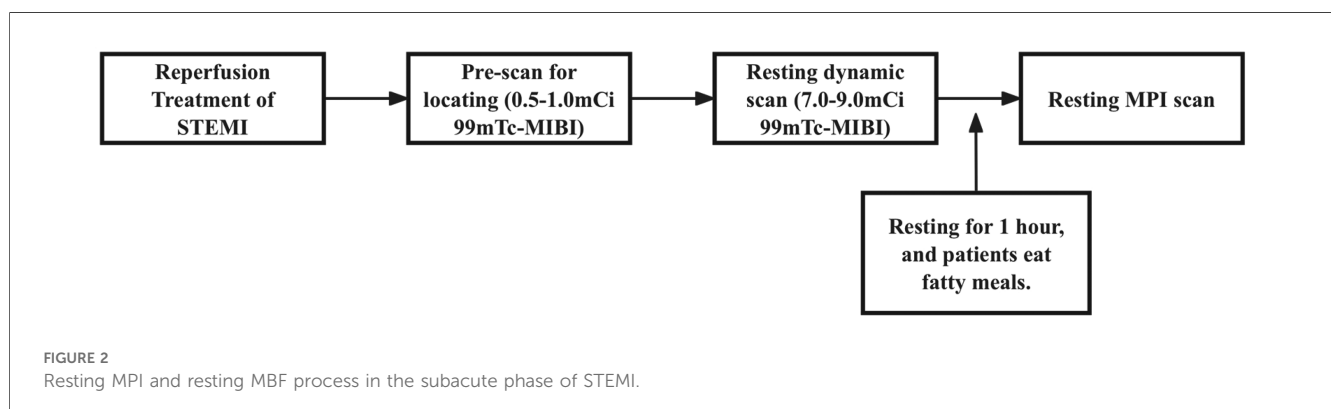 Reperfusion
Treatment of
STEMI
Pre-scan for
locating (0.5-1.0mCi
99mTc-MIBI)
Resting dynamic
scan (7.0-9.0mCi
99mTc-MIBI)
Resting MPI scan
Resting for 1 hour,
and patients eat
fatty meals.
FIGURE 2
Resting MPI and resting MBF process in the subacute phase of STEMI.